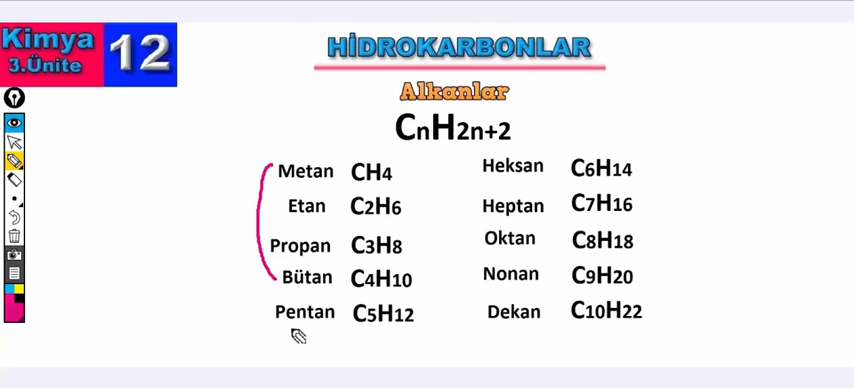 Kimya
3.Ünite
12
HİDROKARBONLAR
Alkanlar
CnH2n+2
Metan CH4
Etan C2H6
Propan C3H8
Bütan C4H10
Pentan C5H12
Heksan C6H14
Heptan C7H16
Oktan C8H18
Nonan C9H20
Dekan C10H22